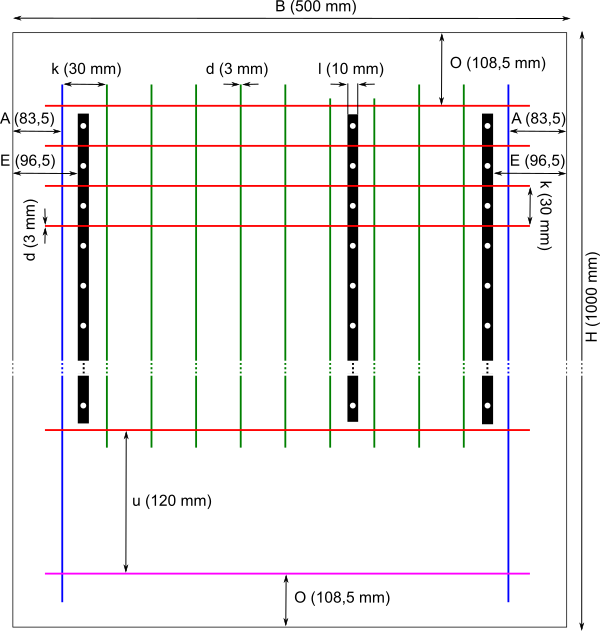 B (500 mm)
k (30 mm)
d (3 mm)
l (10 mm)
O (108,5 mm)
A (83,5)
A (83,5)
E (96,5)
E (96,5)
k (30 mm)
d (3 mm)
H (1000 mm)
u (120 mm)
O (108,5 mm)